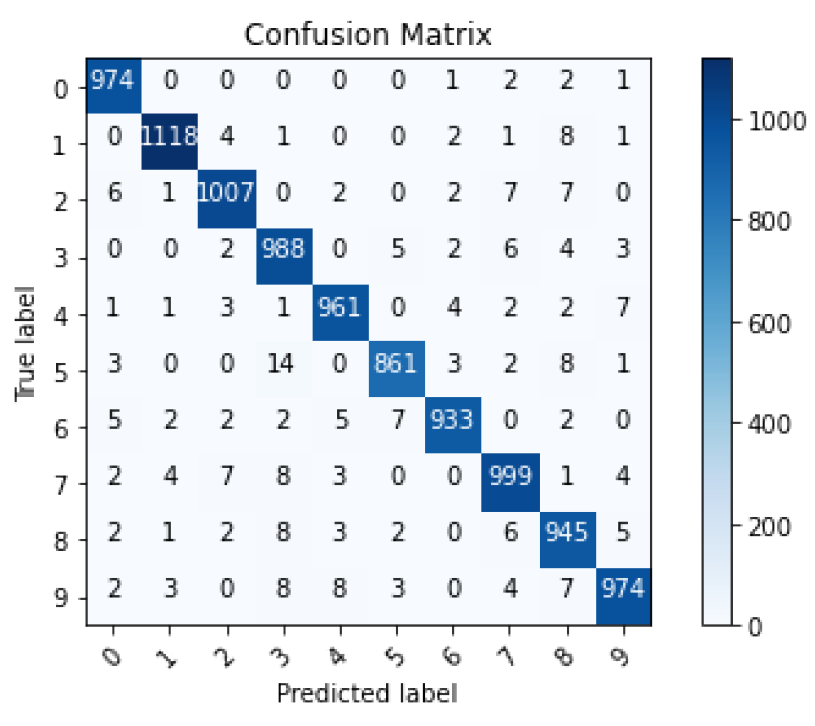 Confusion Matrix
True label
0 974 0 0 0 0 0 1 2 2 1
1 0 1118 4 1 0 0 2 1 8 1
2 6 1 1007 0 2 0 2 7 7 0
3 0 0 2 988 0 5 2 6 4 3
4 1 1 3 1 961 0 4 2 2 7
5 3 0 0 14 0 861 3 2 8 1
6 5 2 2 2 5 7 933 0 2 0
7 2 4 7 8 3 0 0 999 1 4
8 2 1 2 8 3 2 0 6 945 5
9 2 3 0 8 8 3 0 4 7 974
0 1 2 3 4 5 6 7 8 9
Predicted label
1000
800
600
400
200
0